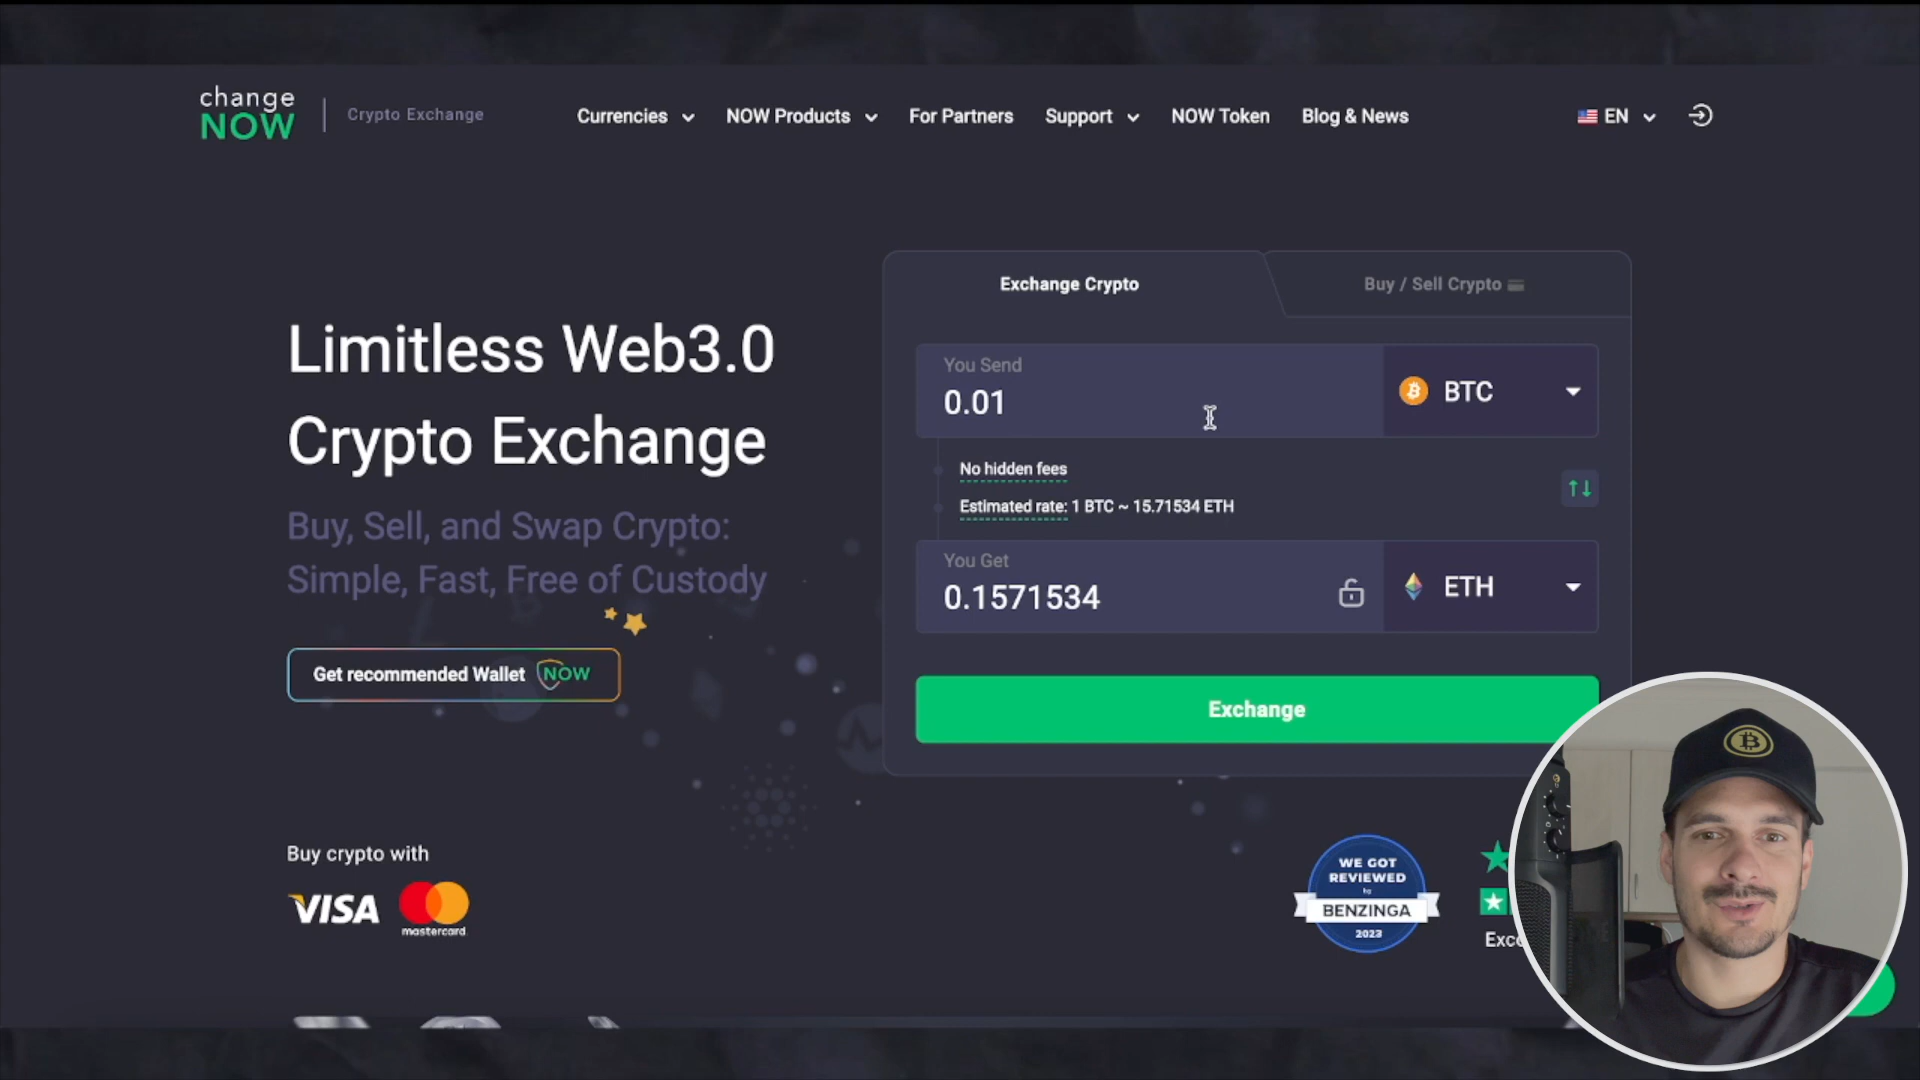 change
NOW
Crypto Exchange
Currencies
NOW Products
For Partners
Support
NOW Token
Blog & News
EN
Limitless Web3.0
Crypto Exchange
Buy, Sell, and Swap Crypto:
Simple, Fast, Free of Custody
Get recommended Wallet NOW
Exchange Crypto
Buy / Sell Crypto
You Send
0.01
BTC
No hidden fees
Estimated rate: 1 BTC ~ 15.71534 ETH
You Get
0.1571534
ETH
Exchange
Buy crypto with
VISA
mastercard
WE GOT
REVIEWED
by
BENZINGA
2023